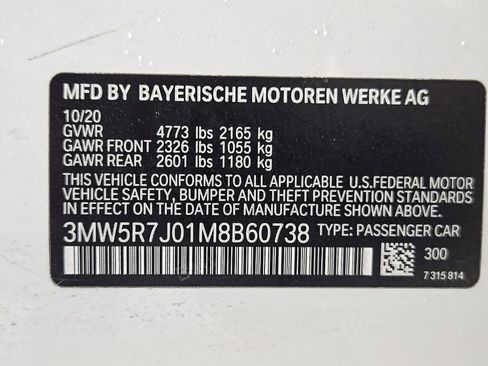 MFD BY BAYERISCHE MOTOREN WERKE AG
10/20
GVWR 4773 lbs 2165 kg
GAWR FRONT 2326 lbs 1055 kg
GAWR REAR 2601 lbs 1180 kg
THIS VEHICLE CONFORMS TO ALL APPLICABLE U.S.FEDERAL MOTOR
VEHICLE SAFETY, BUMPER AND THEFT PREVENTION STANDARDS
IN EFFECT ON THE DATE OF MANUFACTURE SHOWN ABOVE.
3MW5R7J01M8B60738 TYPE: PASSENGER CAR
300
7 315 814